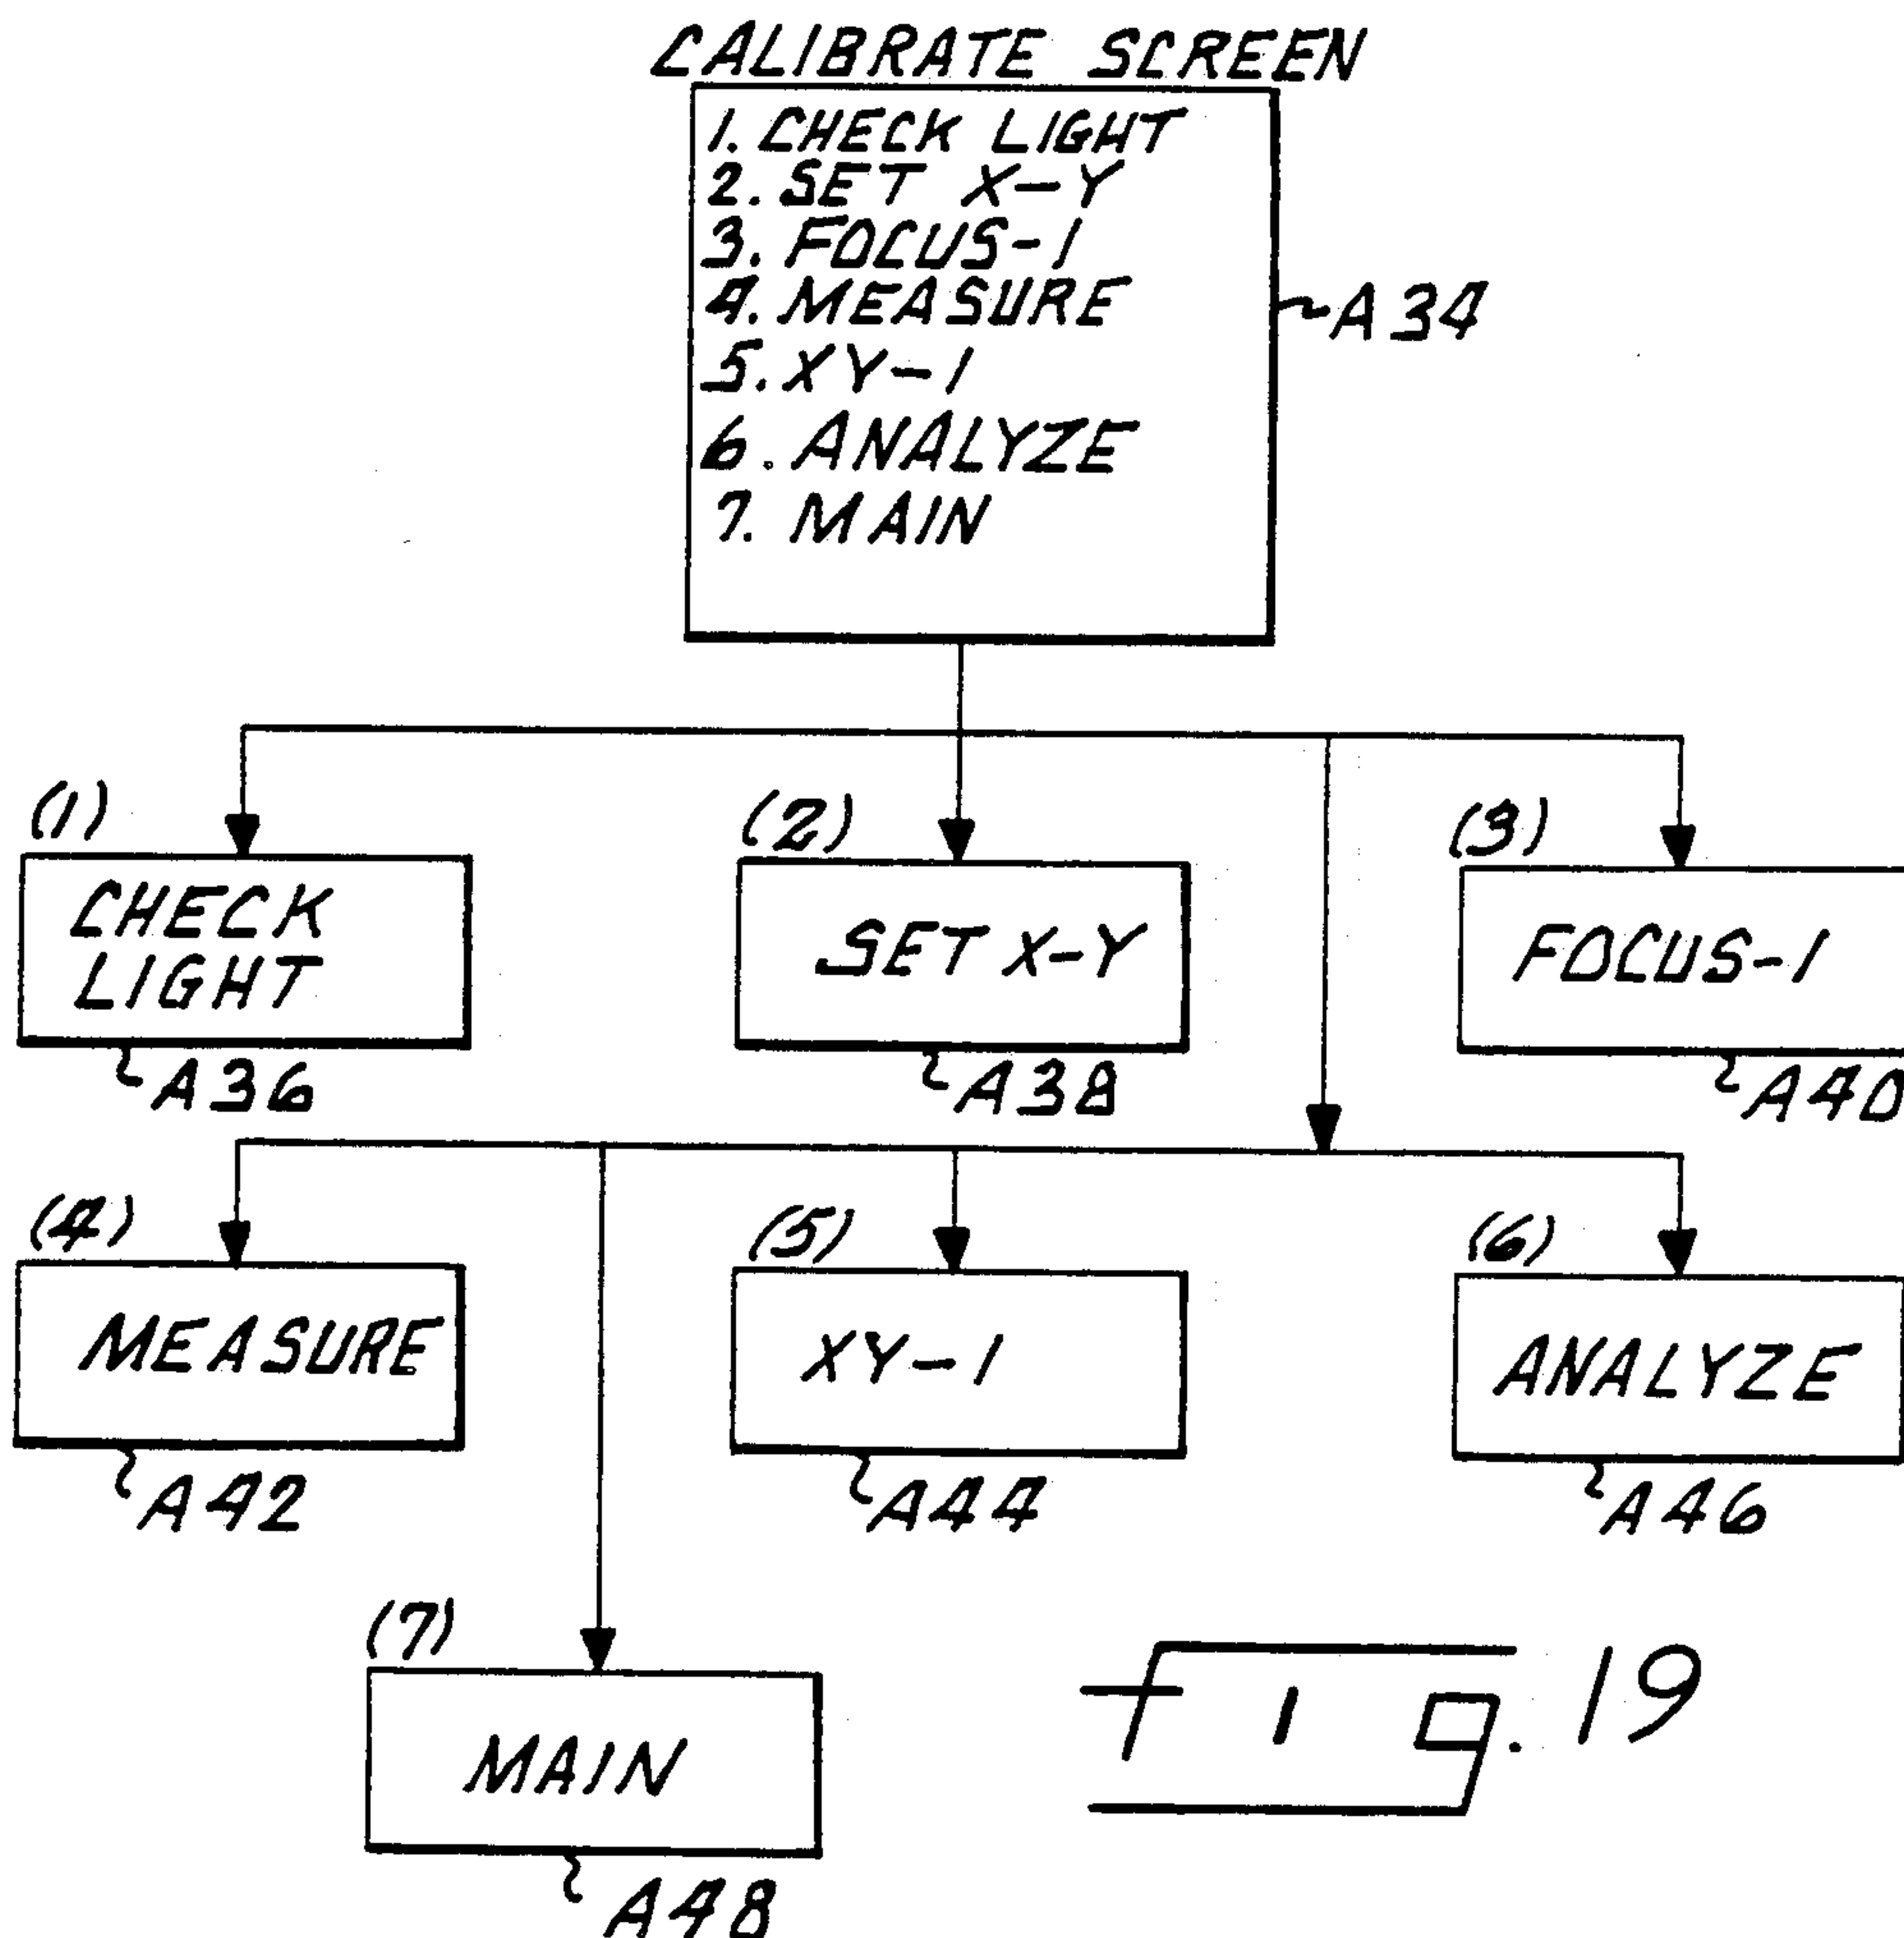 CALIBRATE SCREEN
1. CHECK LIGHT
2. SET X-Y
3. FOCUS-1
4. MEASURE
5. XY-1
6. ANALYZE
7. MAIN
A34
(1)
CHECK
LIGHT
A36
(2)
SET X-Y
A38
(3)
FOCUS-1
A40
(4)
MEASURE
A42
(5)
XY-1
A44
(6)
ANALYZE
A46
(7)
MAIN
A48
Fig. 19